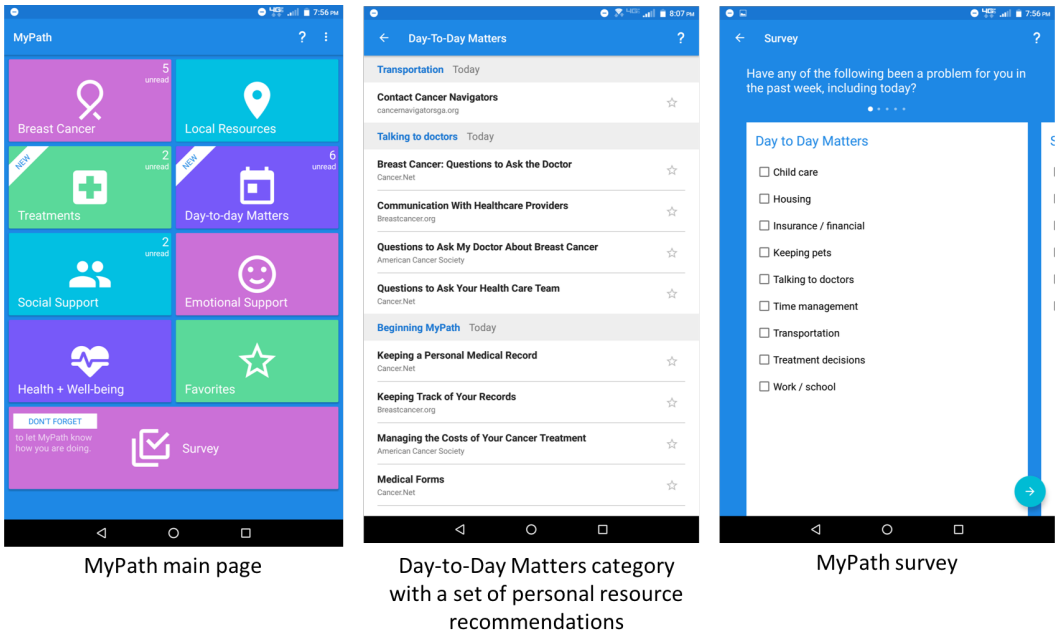 7:56 PM
MyPath
?
5
unread
Breast Cancer
Local Resources
NEW
2
unread
Treatments
NEW
6
unread
Day-to-day Matters
2
unread
Social Support
Emotional Support
Health + Well-being
Favorites
DON'T FORGET
to let MyPath know
how you are doing.
Survey
MyPath main page
4G 8:07 PM
Day-To-Day Matters
?
Transportation Today
Contact Cancer Navigators
cancernavigatorsga.org
Talking to doctors Today
Breast Cancer: Questions to Ask the Doctor
Cancer.Net
Communication With Healthcare Providers
Breastcancer.org
Questions to Ask My Doctor About Breast Cancer
American Cancer Society
Questions to Ask Your Health Care Team
Cancer.Net
Beginning MyPath Today
Keeping a Personal Medical Record
Cancer.Net
Keeping Track of Your Records
Breastcancer.org
Managing the Costs of Your Cancer Treatment
American Cancer Society
Medical Forms
Cancer.Net
Day-to-Day Matters category
with a set of personal resource
recommendations
7:56 PM
Survey
?
Have any of the following been a problem for you in
the past week, including today?
Day to Day Matters
Child care
Housing
Insurance / financial
Keeping pets
Talking to doctors
Time management
Transportation
Treatment decisions
Work / school
MyPath survey